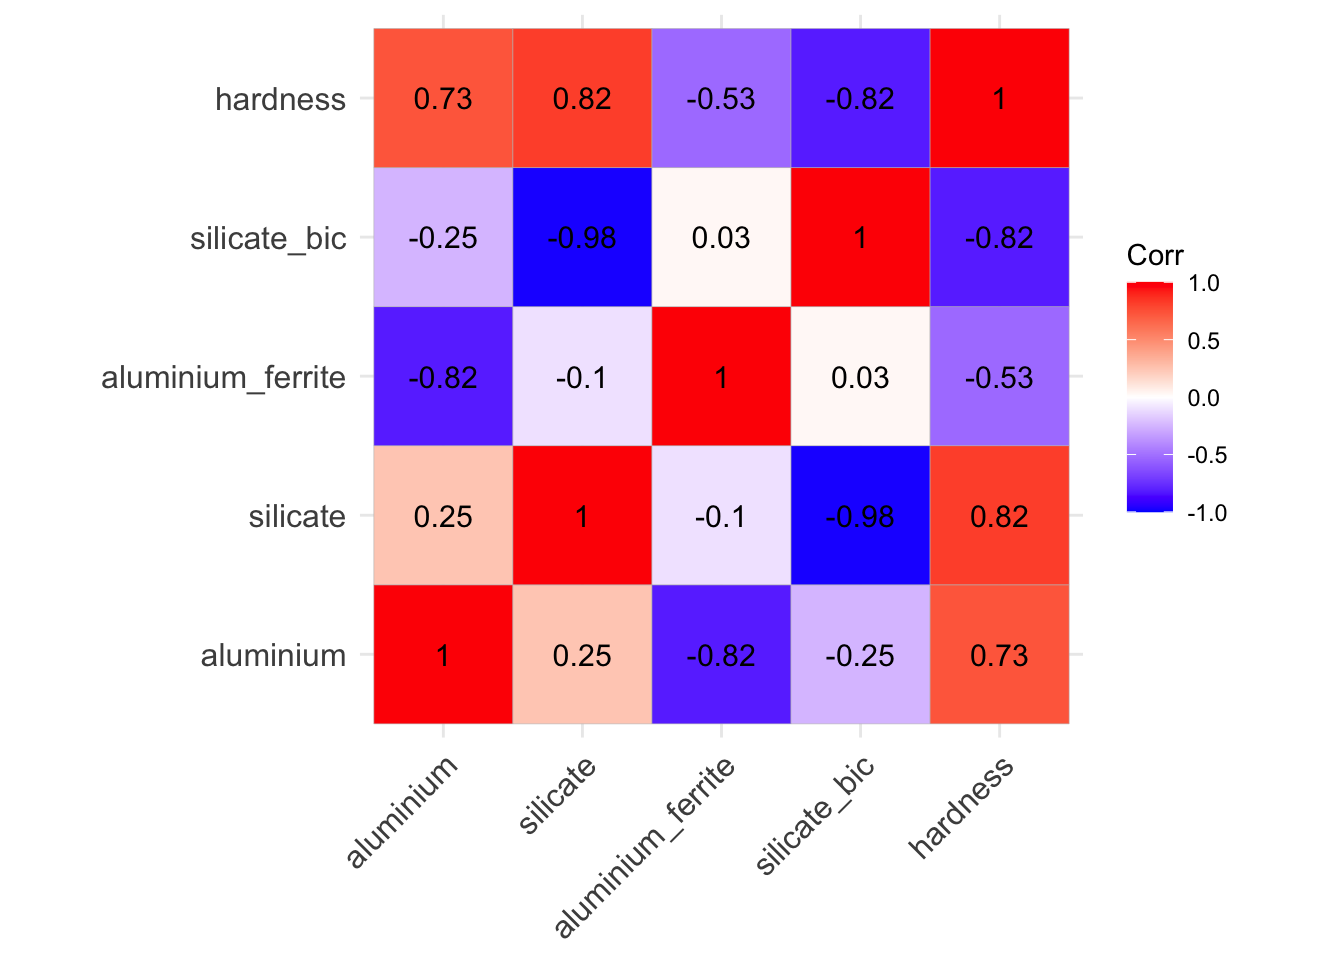 hardness 0.73 0.82 -0.53 -0.82 1
silicate_bic -0.25 -0.98 0.03 1 -0.82
aluminium_ferrite -0.82 -0.1 1 0.03 -0.53
silicate 0.25 1 -0.1 -0.98 0.82
aluminium 1 0.25 -0.82 -0.25 0.73
aluminium
silicate
aluminium_ferrite
silicate_bic
hardness
Corr
1.0
0.5
0.0
-0.5
-1.0